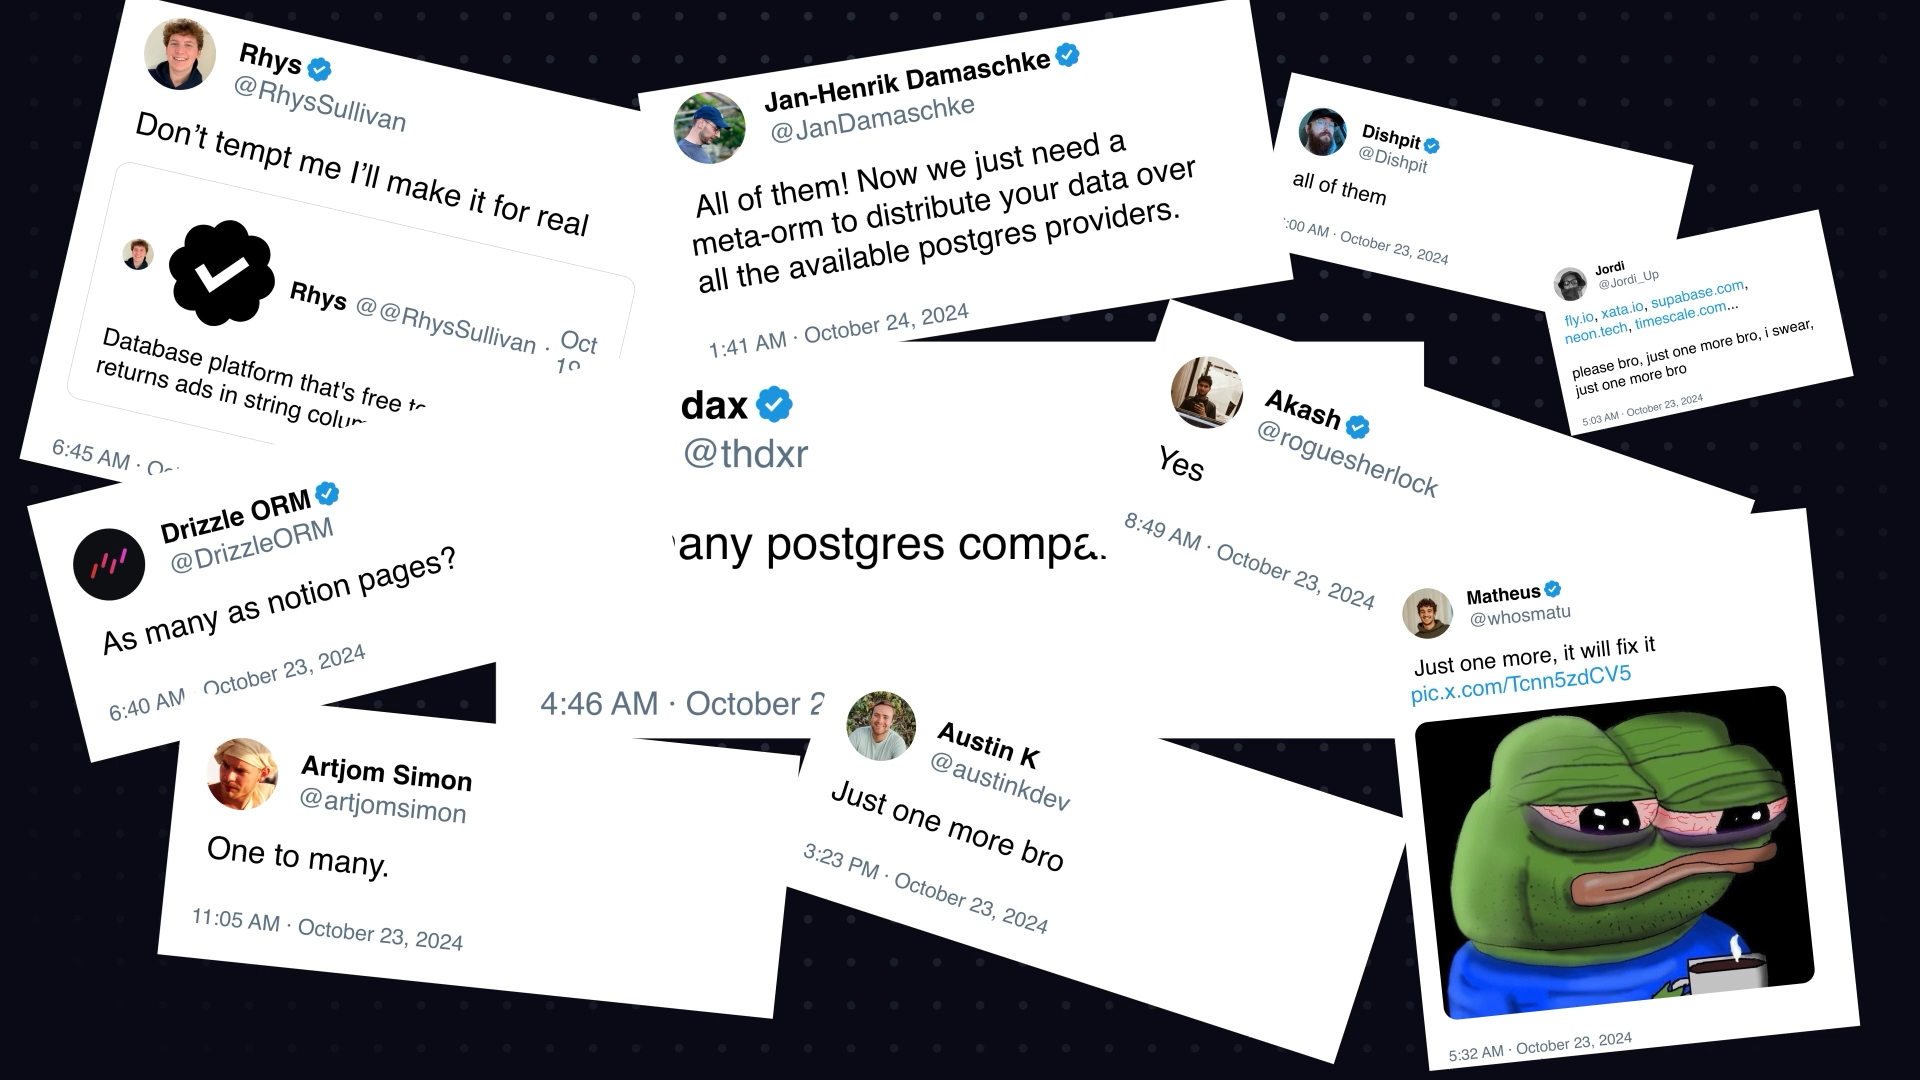 Rhys
@RhysSullivan
Don’t tempt me I’ll make it for real
Rhys @@RhysSullivan · Oct
Database platform that's free
returns ads in string
6:45 AM ·
Jan-Henrik Damaschke
@JanDamaschke
All of them! Now we just need a
meta-orm to distribute your data over
all the available postgres providers.
1:41 AM · October 24, 2024
Dishpit
@Dishpit
all of them
:00 AM · October 23, 2024
Jordi
@Jordi_Up
fly.io, xata.io, supabase.com,
neon.tech, timescale.com...
please bro, just one more bro, i swear,
just one more bro
5:03 AM · October 23, 2024
dax
@thdxr
any postgres
4:46 AM · October
Akash
@roguesherlock
Yes
8:49 AM · October 23, 2024
Drizzle ORM
@DrizzleORM
As many as notion pages?
6:40 AM October 23, 2024
Matheus
@whosmatu
Just one more, it will fix it
pic.x.com/Tcnn5zdCV5
5:32 AM · October 23, 2024
Artjom Simon
@artjomsimon
One to many.
11:05 AM · October 23, 2024
Austin K
@austinkdev
Just one more bro
3:23 PM · October 23, 2024